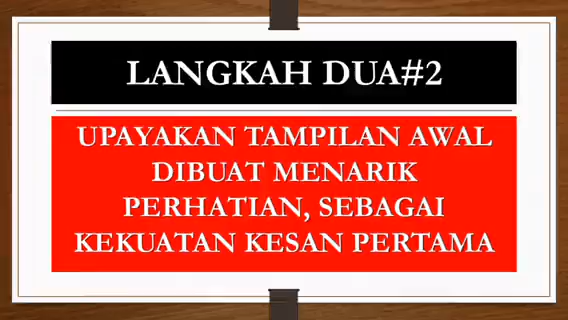 LANGKAH DUA#2
UPAYAKAN TAMPILAN AWAL
DIBUAT MENARIK
PERHATIAN, SEBAGAI
KEKUATAN KESAN PERTAMA